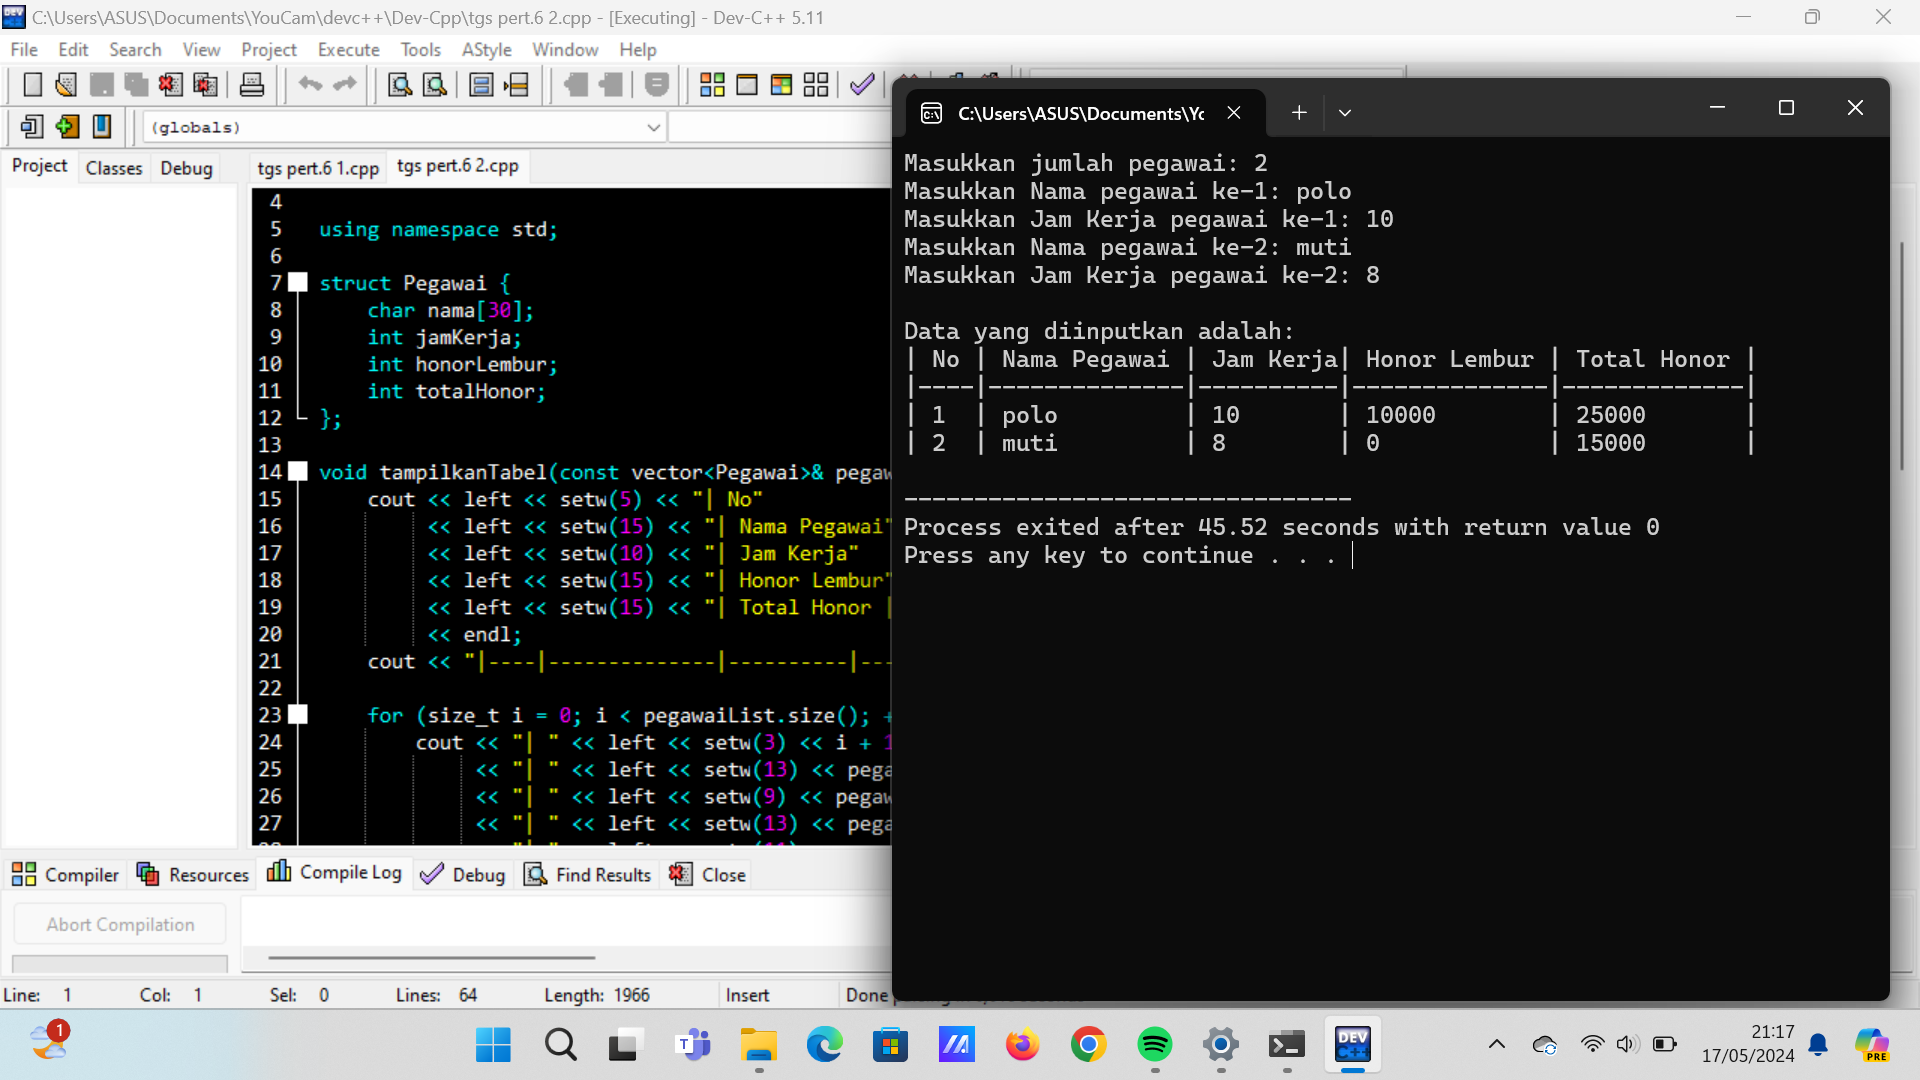 C:\Users\ASUS\Documents\YouCam\devc++\Dev-Cpp\tgs pert.6 2.cpp - [Executing] - Dev-C++ 5.11
File Edit Search View Project Execute Tools AStyle Window Help
(globals)
Project Classes Debug
tgs pert.6 1.cpp tgs pert.6 2.cpp
4
5 using namespace std;
6
7 struct Pegawai {
8 char nama[30];
9 int jamKerja;
10 int honorLembur;
11 int totalHonor;
12 };
13
14 void tampilkanTabel(const vector<Pegawai>& pegaw
15 cout << left << setw(5) << "| No"
16 << left << setw(15) << "| Nama Pegawai"
17 << left << setw(10) << "| Jam Kerja"
18 << left << setw(15) << "| Honor Lembur"
19 << left << setw(15) << "| Total Honor |
20 << endl;
21 cout << "|----|--------------|----------|---
22
23 for (size_t i = 0; i < pegawaiList.size(); +
24 cout << "| " << left << setw(3) << i + 1
25 << "| " << left << setw(13) << pega
26 << "| " << left << setw(9) << pegaw
27 << "| " << left << setw(13) << pega
Compiler Resources Compile Log Debug Find Results Close
Abort Compilation
Line: 1 Col: 1 Sel: 0 Lines: 64 Length: 1966 Insert Done
C:\Users\ASUS\Documents\Yc
Masukkan jumlah pegawai: 2
Masukkan Nama pegawai ke-1: polo
Masukkan Jam Kerja pegawai ke-1: 10
Masukkan Nama pegawai ke-2: muti
Masukkan Jam Kerja pegawai ke-2: 8
Data yang diinputkan adalah:
| No | Nama Pegawai | Jam Kerja| Honor Lembur | Total Honor |
|----|--------------|----------|--------------|-------------|
| 1 | polo | 10 | 10000 | 25000 |
| 2 | muti | 8 | 0 | 15000 |
--------------------------------
Process exited after 45.52 seconds with return value 0
Press any key to continue . . .
1
DEV C++
21:17
17/05/2024
PRE